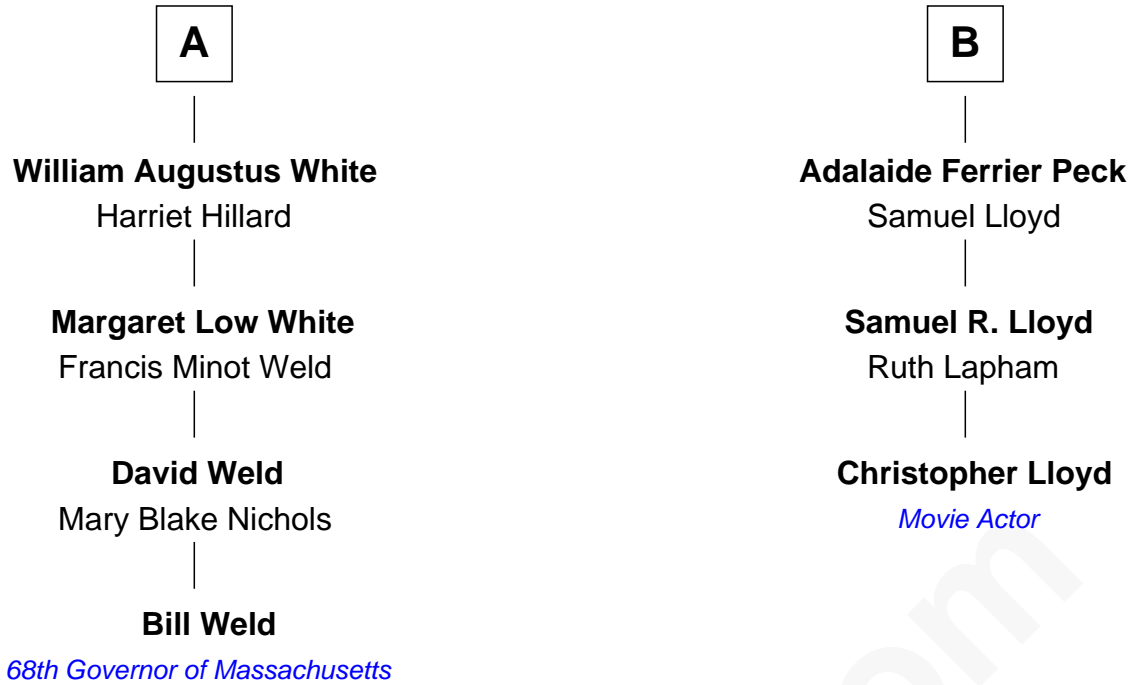 A
William Augustus White
Harriet Hillard
Margaret Low White
Francis Minot Weld
David Weld
Mary Blake Nichols
Bill Weld
68th Governor of Massachusetts
B
Adalaide Ferrier Peck
Samuel Lloyd
Samuel R. Lloyd
Ruth Lapham
Christopher Lloyd
Movie Actor
om